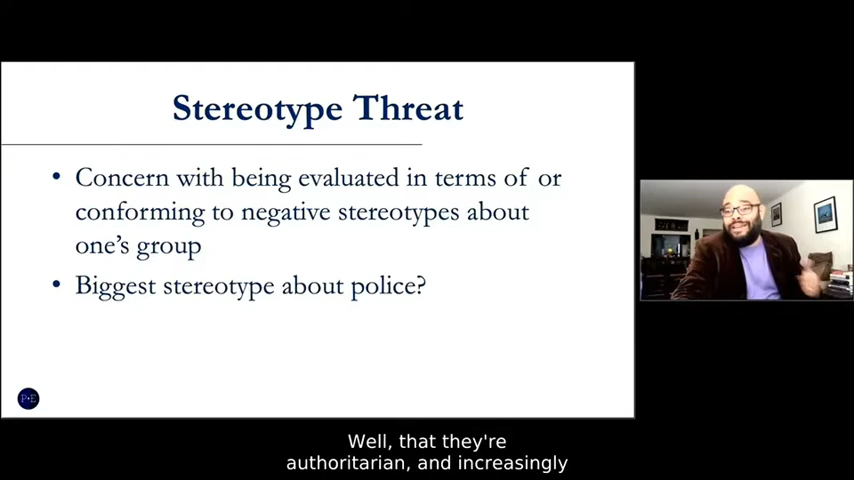 Stereotype Threat
• Concern with being evaluated in terms of or
conforming to negative stereotypes about
one's group
• Biggest stereotype about police?
P•E
Well, that they're
authoritarian, and increasingly